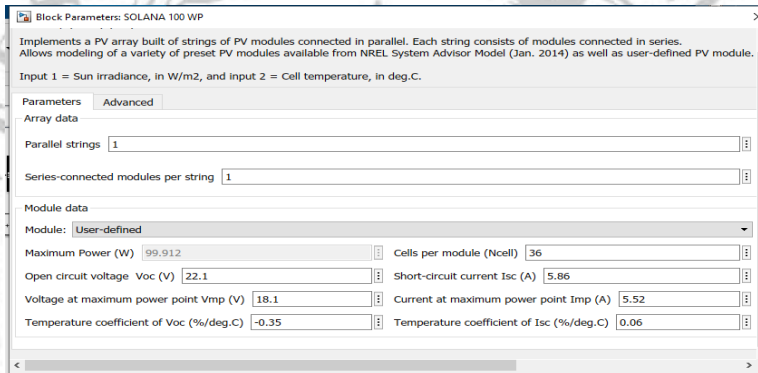 Block Parameters: SOLANA 100 WP
Implements a PV array built of strings of PV modules connected in parallel. Each string consists of modules connected in series.
Allows modeling of a variety of preset PV modules available from NREL System Advisor Model (Jan. 2014) as well as user-defined PV module.
Input 1 = Sun irradiance, in W/m2, and input 2 = Cell temperature, in deg.C.
Parameters Advanced
Array data
Parallel strings 1
Series-connected modules per string 1
Module data
Module: User-defined
Maximum Power (W) 99.912 Cells per module (Ncell) 36
Open circuit voltage Voc (V) 22.1 Short-circuit current Isc (A) 5.86
Voltage at maximum power point Vmp (V) 18.1 Current at maximum power point Imp (A) 5.52
Temperature coefficient of Voc (%/deg.C) -0.35 Temperature coefficient of Isc (%/deg.C) 0.06